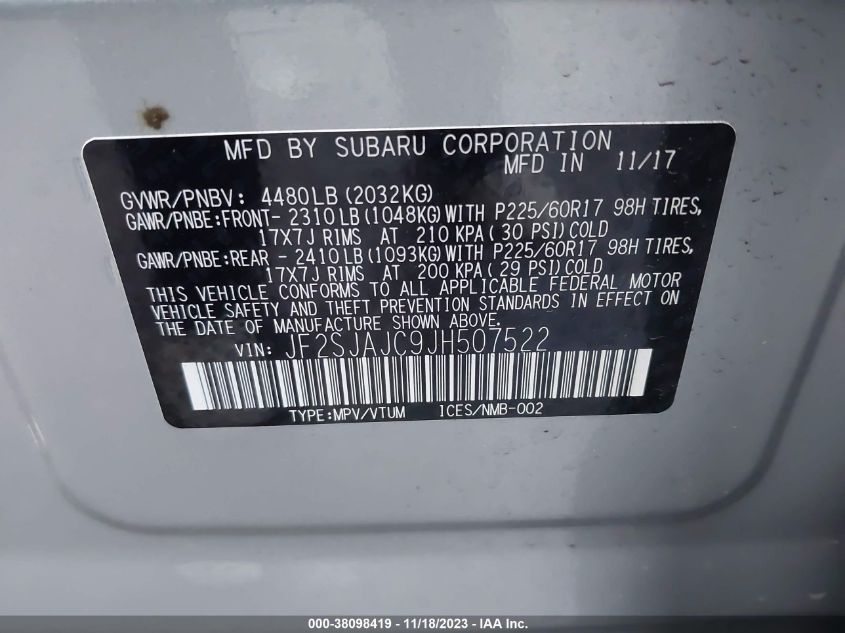 MFD BY SUBARU CORPORATION
MFD IN 11/17
GVWR/PNBV: 4480LB (2032KG)
GAWR/PNBE:FRONT- 2310LB(1048KG)WITH P225/60R17 98H TIRES,
17X7J RIMS AT 210 KPA( 30 PSI)COLD
GAWR/PNBE:REAR - 2410LB(1093KG)WITH P225/60R17 98H TIRES,
17X7J RIMS AT 200 KPA( 29 PSI)COLD
THIS VEHICLE CONFORMS TO ALL APPLICABLE FEDERAL MOTOR
VEHICLE SAFETY AND THEFT PREVENTION STANDARDS IN EFFECT ON
THE DATE OF MANUFACTURE SHOWN ABOVE.
VIN: JF2SJAJC9JH507522
TYPE:MPV/VTUM ICES/NMB-002
000-38098419 - 11/18/2023 - IAA Inc.